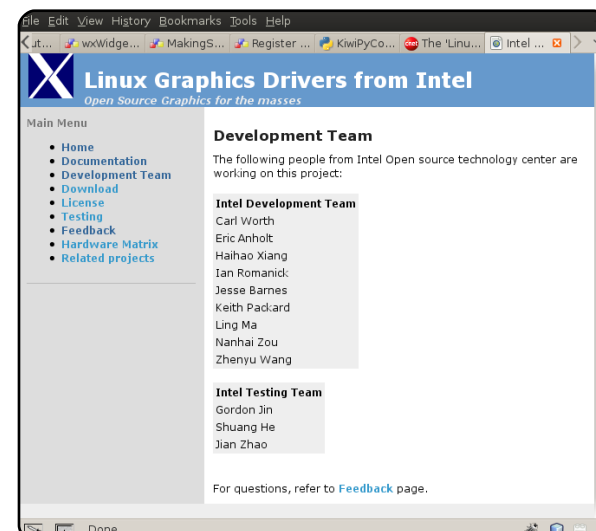 File Edit View History Bookmarks Tools Help
ut... wxWidge... MakingS... Register ... KiwiPyCo... The 'Linu... Intel ...
Linux Graphics Drivers from Intel
Open Source Graphics for the masses
Main Menu
Home
Documentation
Development Team
Download
License
Testing
Feedback
Hardware Matrix
Related projects
Development Team
The following people from Intel Open source technology center are
working on this project:
Intel Development Team
Carl Worth
Eric Anholt
Haihao Xiang
Ian Romanick
Jesse Barnes
Keith Packard
Ling Ma
Nanhai Zou
Zhenyu Wang
Intel Testing Team
Gordon Jin
Shuang He
Jian Zhao
For questions, refer to Feedback page.
Done